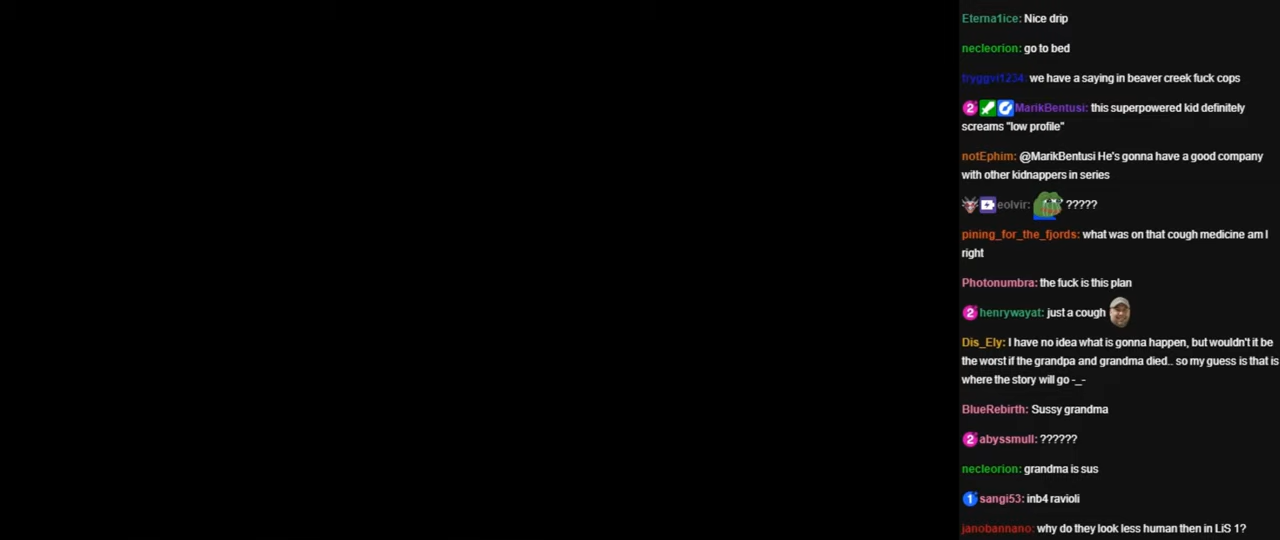 Eterna1ice: Nice drip
necleorion: go to bed
tryggvi1234: we have a saying in beaver creek fuck cops
2 MarikBentusi: this superpowered kid definitely
screams "low profile"
notEphim: @MarikBentusi He's gonna have a good company
with other kidnappers in series
eolvir: ?????
pining_for_the_fjords: what was on that cough medicine am I
right
Photonumbra: the fuck is this plan
2 henrywayat: just a cough
Dis_Ely: I have no idea what is gonna happen, but wouldn't it be
the worst if the grandpa and grandma died.. so my guess is that is
where the story will go -_-
BlueRebirth: Sussy grandma
2 abyssmull: ??????
necleorion: grandma is sus
1 sangi53: inb4 ravioli
janobannano: why do they look less human then in LiS 1?